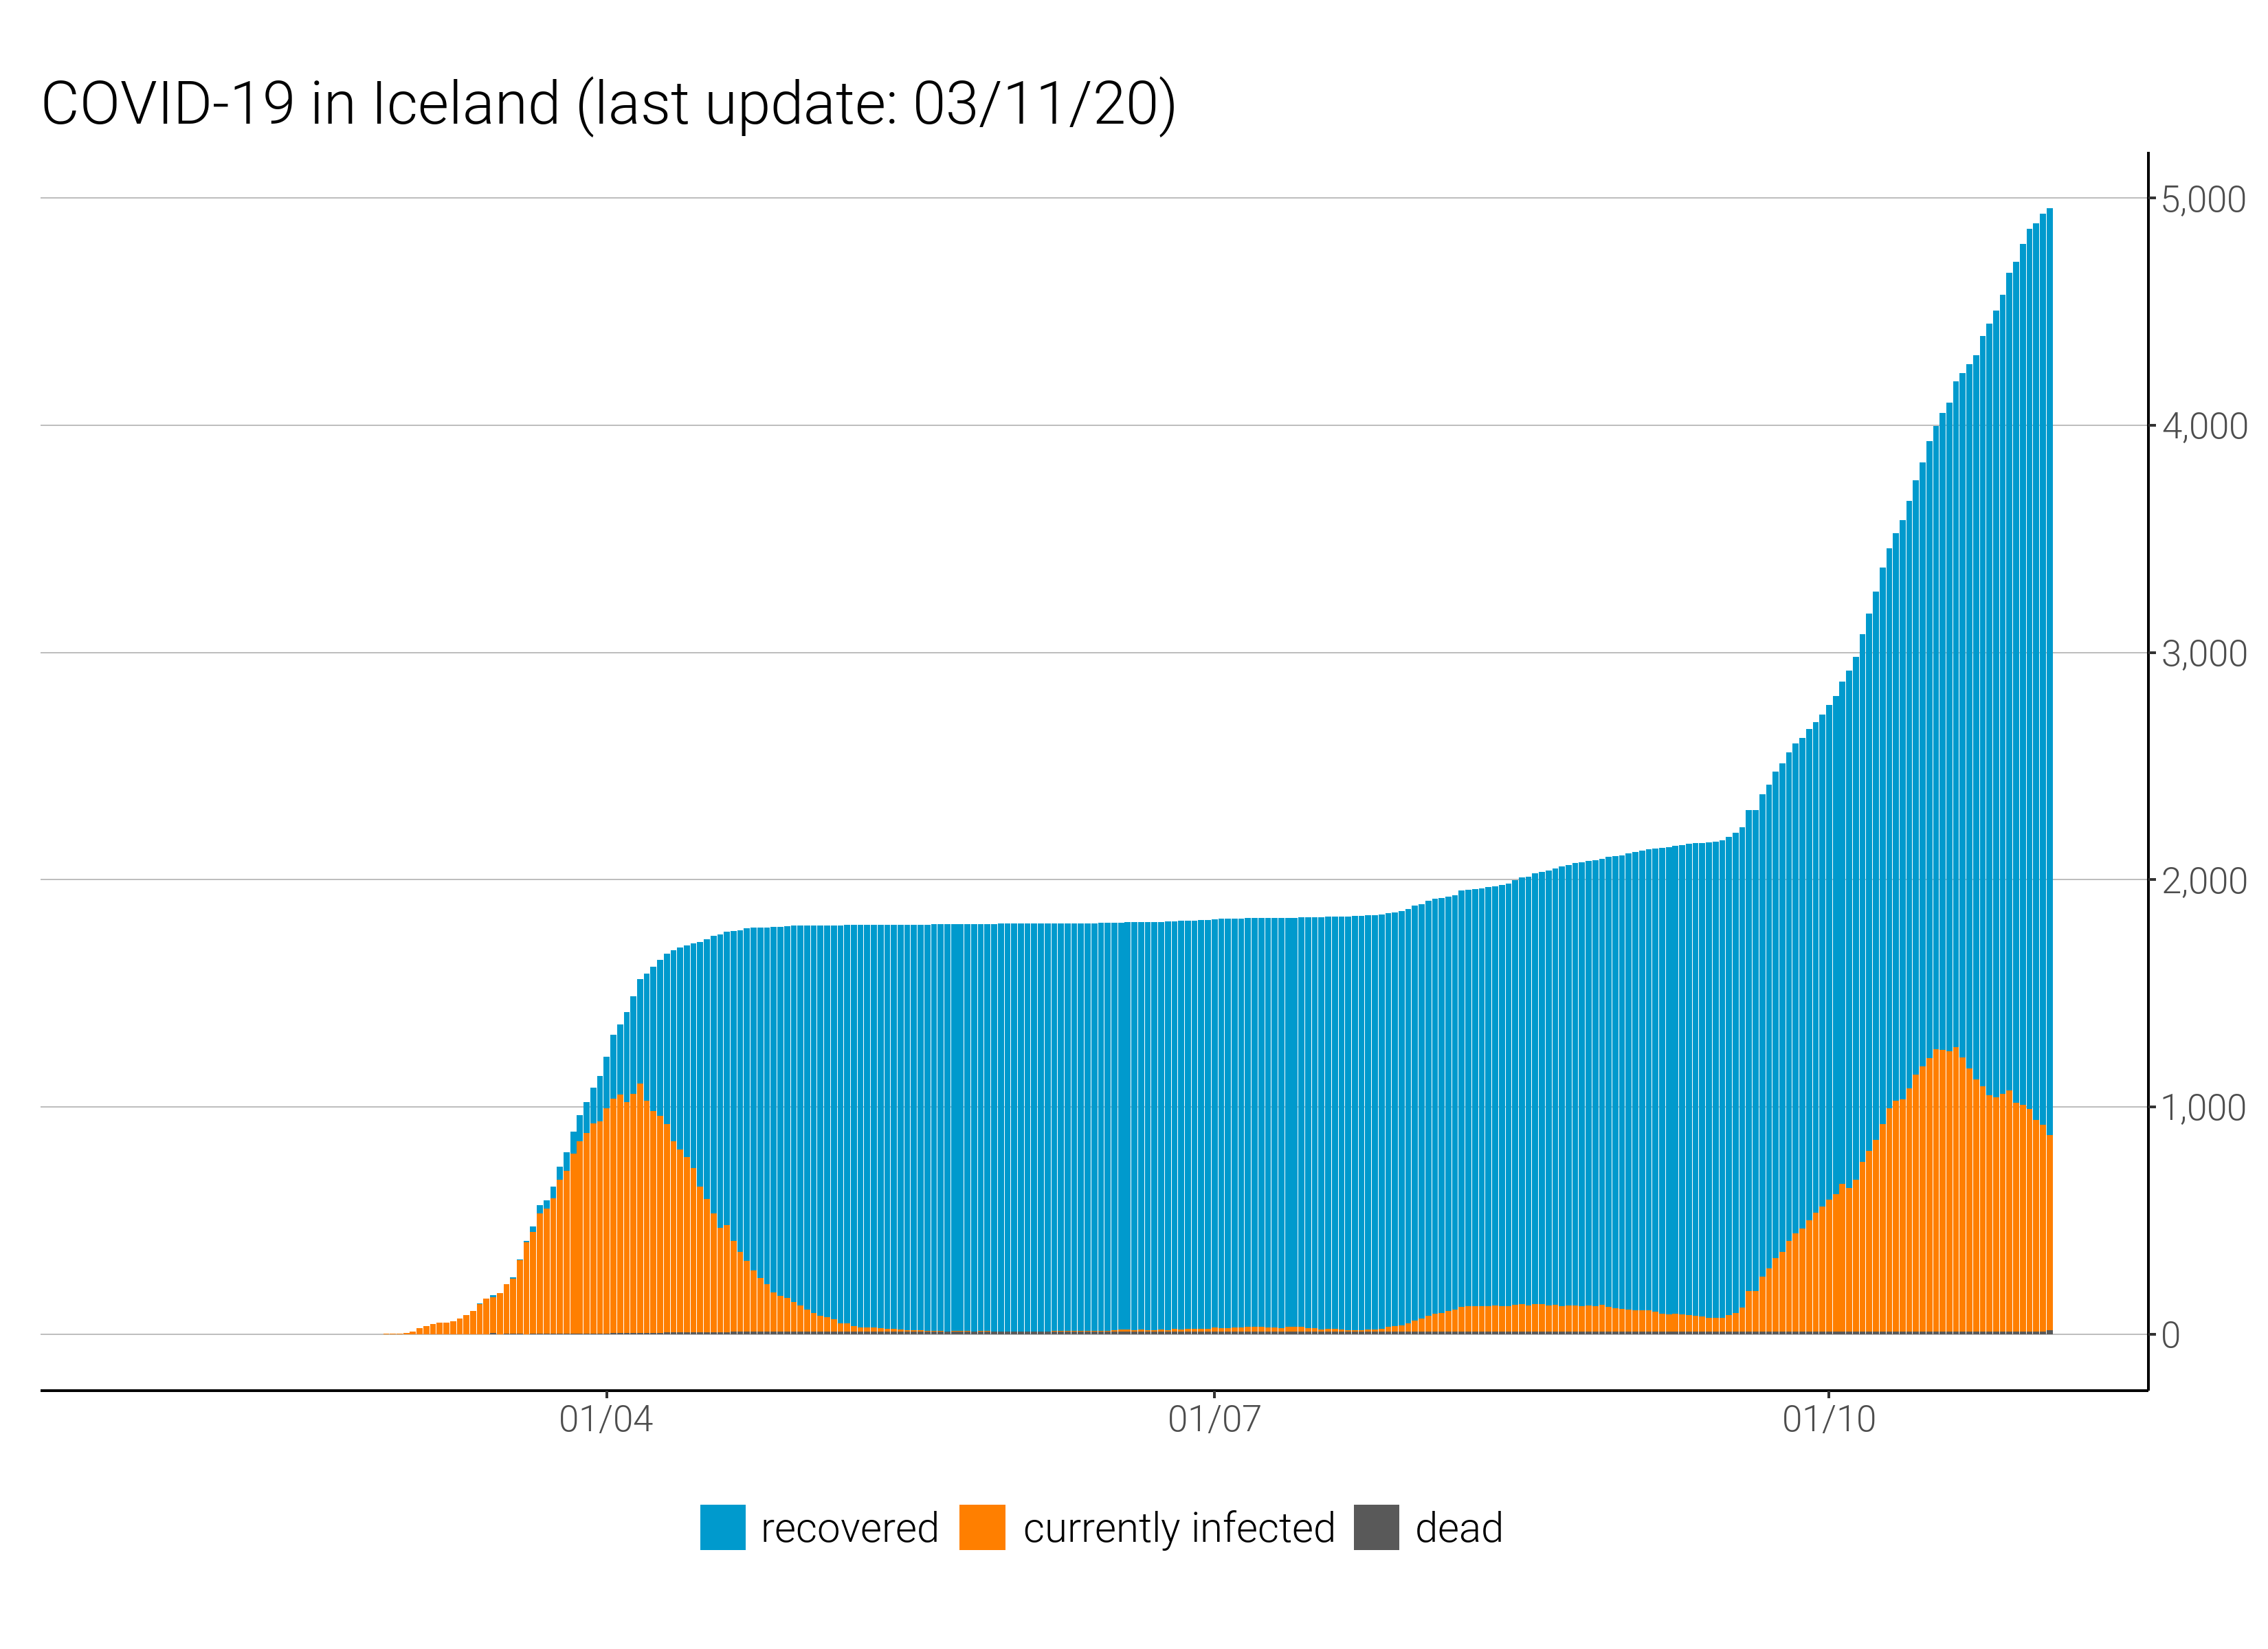 COVID-19 in Iceland (last update: 03/11/20)
5,000
4,000
3,000
2,000
1,000
0
01/04 01/07 01/10
recovered currently infected dead